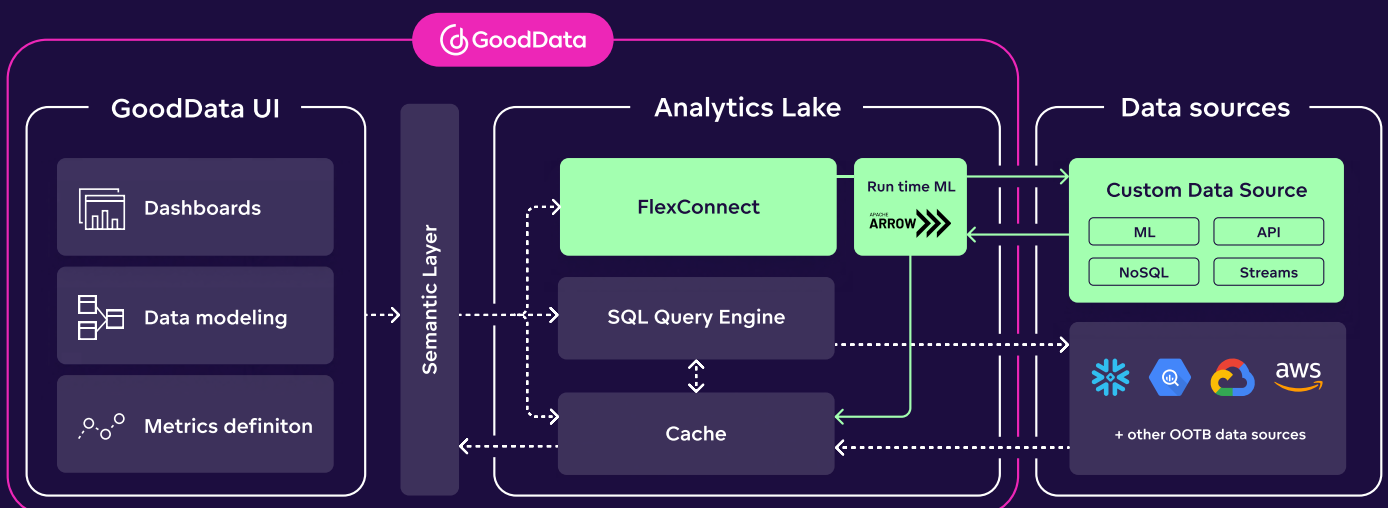 GoodData
GoodData UI
Dashboards
Data modeling
Metrics definiton
Semantic Layer
Analytics Lake
FlexConnect
Run time ML
APACHE
ARROW
SQL Query Engine
Cache
Data sources
Custom Data Source
ML
API
NoSQL
Streams
aws
+ other OOTB data sources